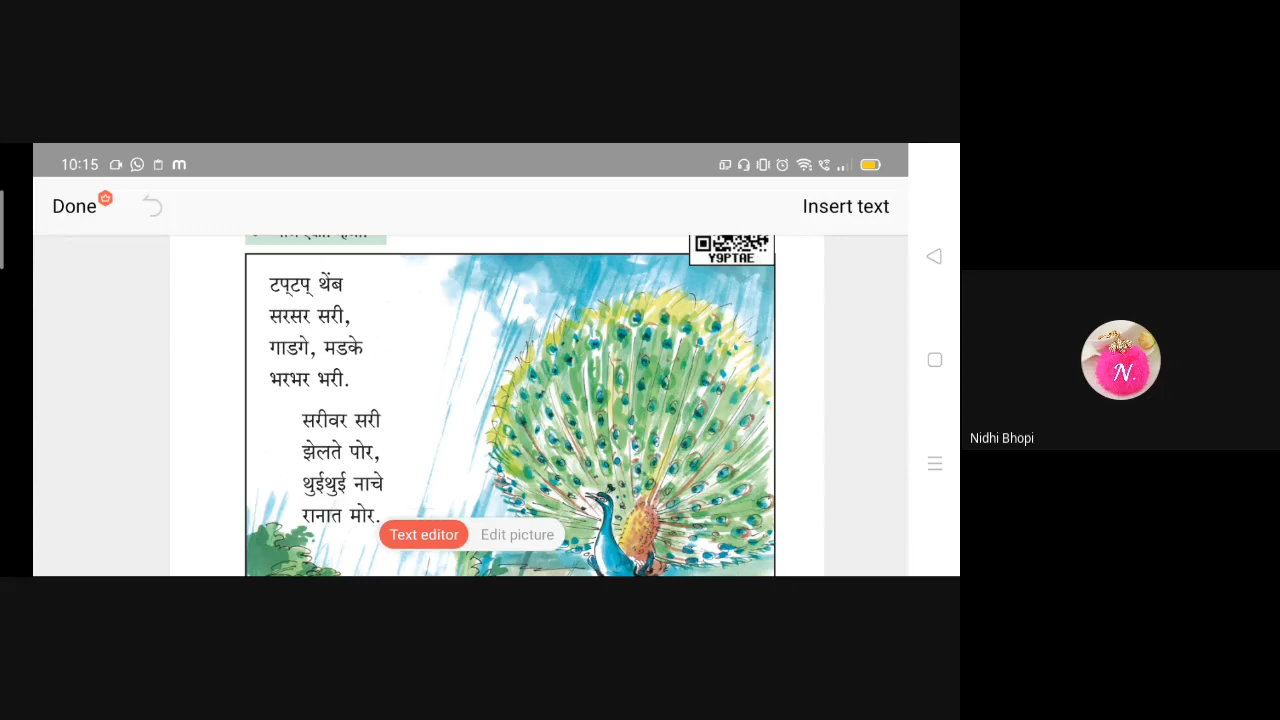 10:15
Done
Insert text
Y9PTAE
टप्टप् थेंब
सरसर सरी,
गाडगे, मडके
भरभर भरी.
सरीवर सरी
झेलते पोर,
थुईथुई नाचे
रानात मोर.
Text editor Edit picture
N.
Nidhi Bhopi